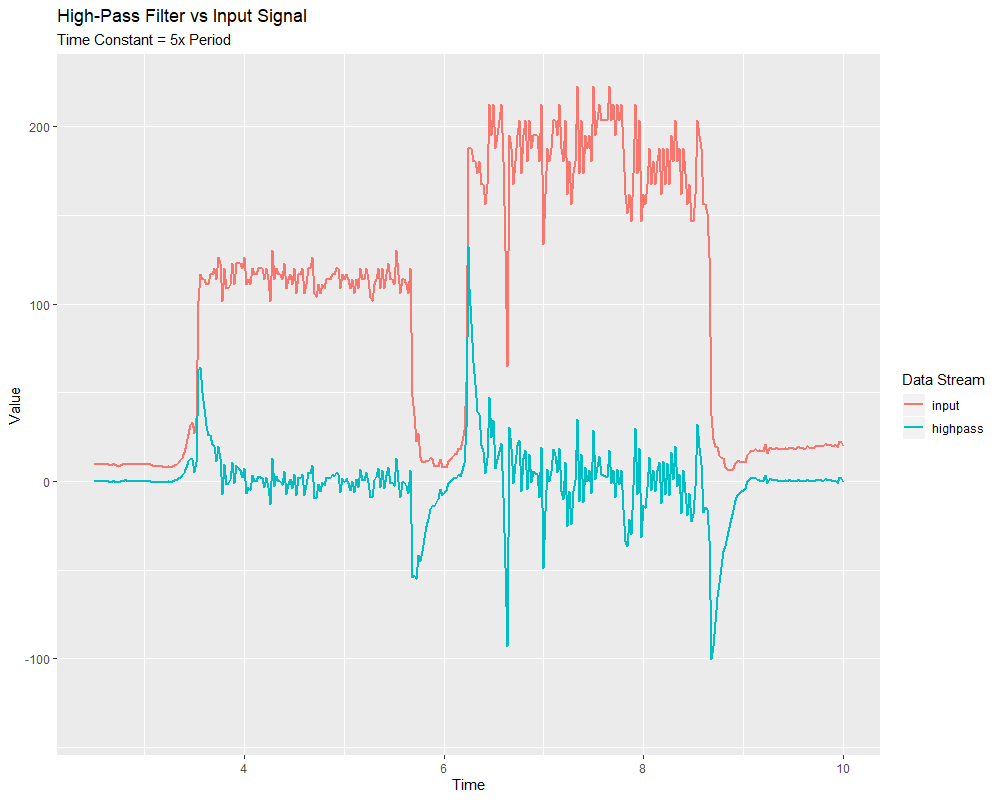 High-Pass Filter vs Input Signal
Time Constant = 5x Period
200
100
0
-100
Value
4
6
8
10
Time
Data Stream
input
highpass